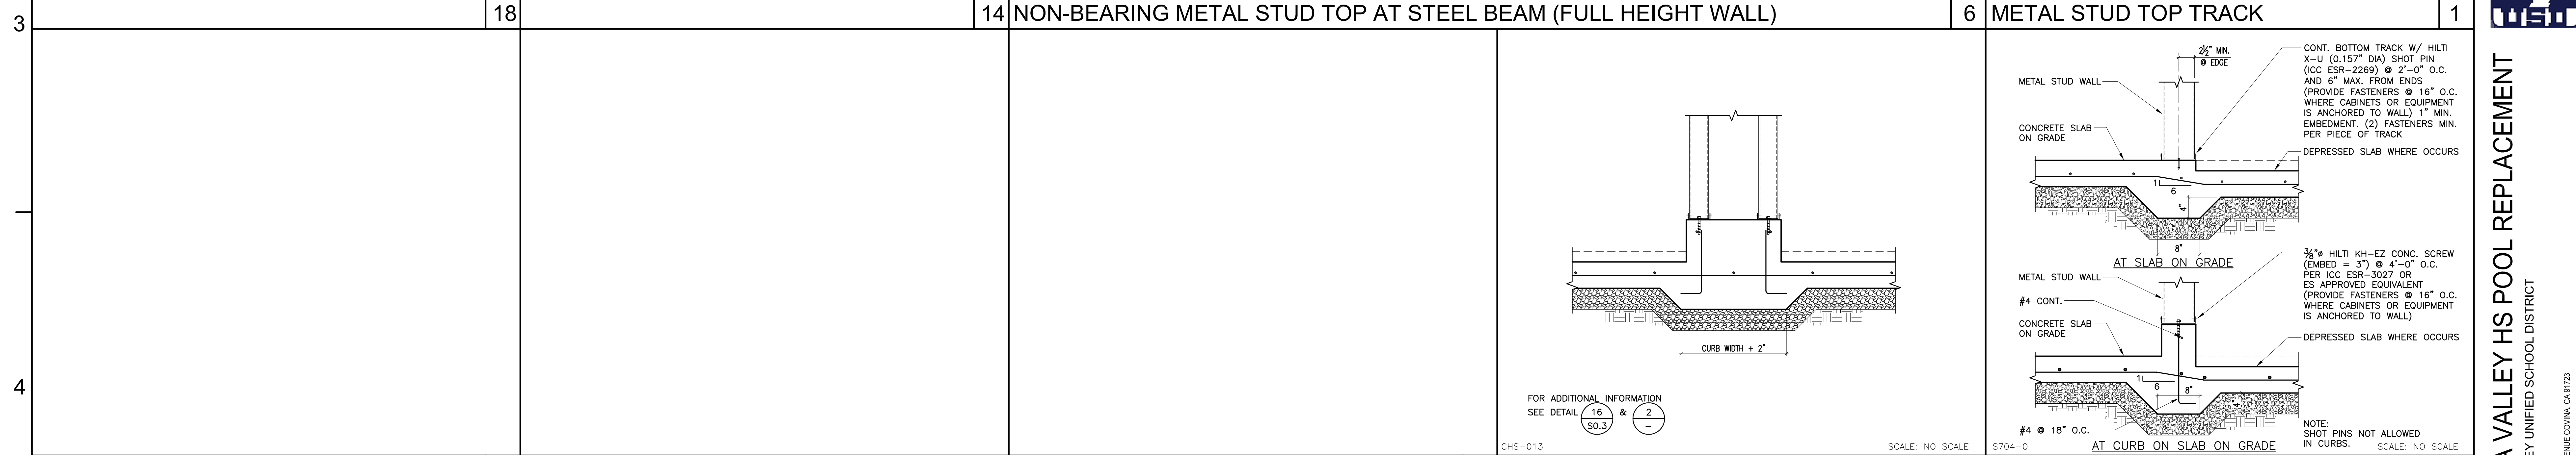 3
18
14
NON-BEARING METAL STUD TOP AT STEEL BEAM (FULL HEIGHT WALL)
6
METAL STUD TOP TRACK
1
USD
4
CURB WIDTH + 2"
FOR ADDITIONAL INFORMATION
SEE DETAIL 16 & 2
S0.3 -
CHS-013
SCALE: NO SCALE
2½" MIN.
@ EDGE
METAL STUD WALL
CONCRETE SLAB
ON GRADE
CONT. BOTTOM TRACK W/ HILTI
X-U (0.157" DIA) SHOT PIN
(ICC ESR-2269) @ 2'-0" O.C.
AND 6" MAX. FROM ENDS
(PROVIDE FASTENERS @ 16" O.C.
WHERE CABINETS OR EQUIPMENT
IS ANCHORED TO WALL) 1" MIN.
EMBEDMENT. (2) FASTENERS MIN.
PER PIECE OF TRACK
DEPRESSED SLAB WHERE OCCURS
1
6
4"
8"
AT SLAB ON GRADE
METAL STUD WALL
#4 CONT.
CONCRETE SLAB
ON GRADE
⅜"ø HILTI KH-EZ CONC. SCREW
(EMBED = 3") @ 4'-0" O.C.
PER ICC ESR-3027 OR
ES APPROVED EQUIVALENT
(PROVIDE FASTENERS @ 16" O.C.
WHERE CABINETS OR EQUIPMENT
IS ANCHORED TO WALL)
DEPRESSED SLAB WHERE OCCURS
1
6
8"
4"
#4 @ 18" O.C.
AT CURB ON SLAB ON GRADE
NOTE:
SHOT PINS NOT ALLOWED
IN CURBS.
S704-0
SCALE: NO SCALE
A VALLEY HS POOL REPLACEMENT
EY UNIFIED SCHOOL DISTRICT
NUE COVINA, CA 91723